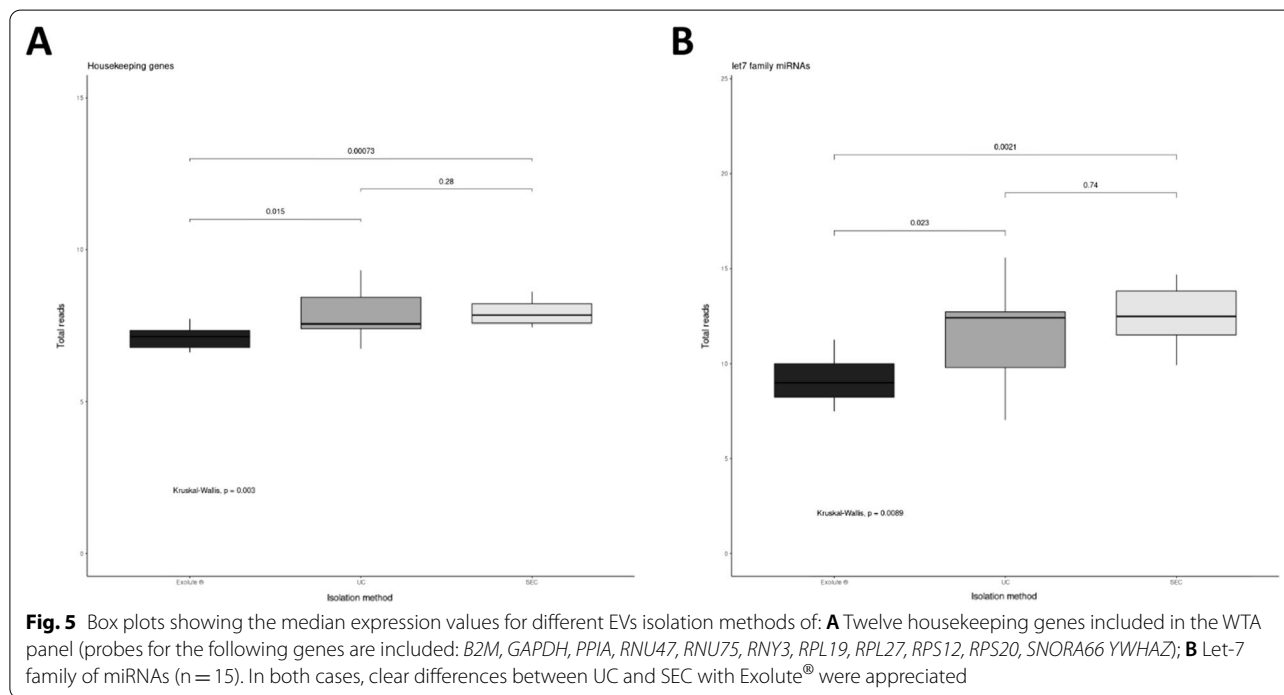 A
Housekeeping genes
15
10
5
0
Total reads
0.00073
0.28
0.015
Kruskal-Wallis, p = 0.003
Exolute ®
UC
SEC
Isolation method
B
let7 family miRNAs
25
20
15
10
5
0
Total reads
0.0021
0.74
0.023
Kruskal-Wallis, p = 0.0089
Exolute ®
UC
SEC
Isolation method
Fig. 5 Box plots showing the median expression values for different EVs isolation methods of: A Twelve housekeeping genes included in the WTA
panel (probes for the following genes are included: B2M, GAPDH, PPIA, RNU47, RNU75, RNY3, RPL19, RPL27, RPS12, RPS20, SNORA66 YWHAZ); B Let-7
family of miRNAs (n = 15). In both cases, clear differences between UC and SEC with Exolute® were appreciated